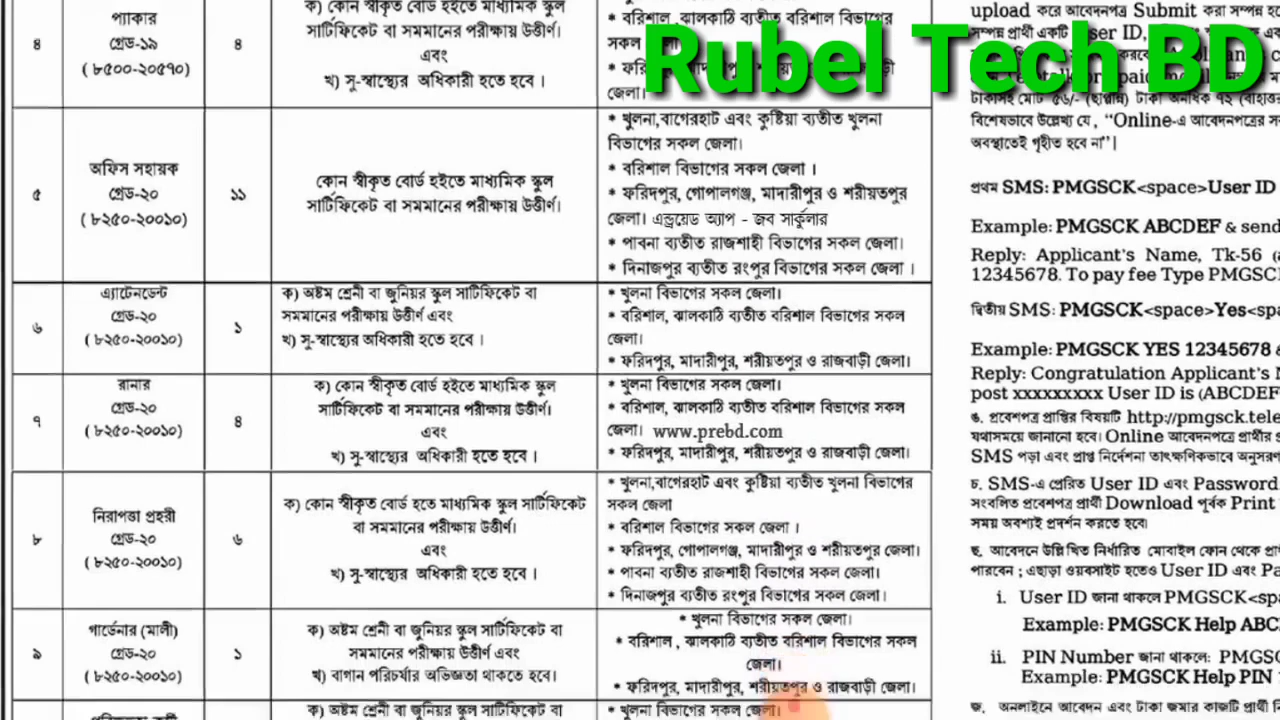 ৪
প্যাকার
গ্রেড-১৯
( ৮৫০০-২০৫৭০)
৪
ক) কোন স্বীকৃত বোর্ড হইতে মাধ্যমিক স্কুল
সার্টিফিকেট বা সমমানের পরীক্ষায় উত্তীর্ণ।
এবং
খ) সু-স্বাস্থ্যের অধিকারী হতে হবে ।
* বরিশাল , ঝালকাঠি ব্যতীত বরিশাল বিভাগের
সকল
জেলা।
Rubel Tech BD
৫
অফিস সহায়ক
গ্রেড-২০
( ৮২৫০-২০০১০)
১১
কোন স্বীকৃত বোর্ড হইতে মাধ্যমিক স্কুল
সার্টিফিকেট বা সমমানের পরীক্ষায় উত্তীর্ণ।
* খুলনা,বাগেরহাট এবং কুষ্টিয়া ব্যতীত খুলনা
বিভাগের সকল জেলা।
* বরিশাল বিভাগের সকল জেলা ।
* ফরিদপুর, গোপালগঞ্জ, মাদারীপুর ও শরীয়তপুর
জেলা। এন্ড্রয়েড অ্যাপ - জব সার্কুলার
* পাবনা ব্যতীত রাজশাহী বিভাগের সকল জেলা।
* দিনাজপুর ব্যতীত রংপুর বিভাগের সকল জেলা ।
৬
এ্যাটেনডেন্ট
গ্রেড-২০
( ৮২৫০-২০০১০)
১
ক) অষ্টম শ্রেনী বা জুনিয়র স্কুল সার্টিফিকেট বা
সমমানের পরীক্ষায় উত্তীর্ণ এবং
খ) সু-স্বাস্থ্যের অধিকারী হতে হবে ।
* খুলনা বিভাগের সকল জেলা।
* বরিশাল, ঝালকাঠি ব্যতীত বরিশাল বিভাগের সকল
জেলা।
* ফরিদপুর, মাদারীপুর, শরীয়তপুর ও রাজবাড়ী জেলা।
৭
রানার
গ্রেড-২০
( ৮২৫০-২০০১০)
৪
ক) কোন স্বীকৃত বোর্ড হইতে মাধ্যমিক স্কুল
সার্টিফিকেট বা সমমানের পরীক্ষায় উত্তীর্ণ।
এবং
খ) সু-স্বাস্থ্যের অধিকারী হতে হবে ।
* খুলনা বিভাগের সকল জেলা।
* বরিশাল, ঝালকাঠি ব্যতীত বরিশাল বিভাগের সকল
জেলা। www.prebd.com
* ফরিদপুর, মাদারীপুর, শরীয়তপুর ও রাজবাড়ী জেলা।
৮
নিরাপত্তা প্রহরী
গ্রেড-২০
( ৮২৫০-২০০১০)
৬
ক) কোন স্বীকৃত বোর্ড হতে মাধ্যমিক স্কুল সার্টিফিকেট
বা সমমানের পরীক্ষায় উত্তীর্ণ।
এবং
খ) সু-স্বাস্থ্যের অধিকারী হতে হবে ।
* খুলনা,বাগেরহাট এবং কুষ্টিয়া ব্যতীত খুলনা বিভাগের
সকল জেলা
* বরিশাল বিভাগের সকল জেলা ।
* ফরিদপুর, গোপালগঞ্জ, মাদারীপুর ও শরীয়তপুর জেলা।
* পাবনা ব্যতীত রাজশাহী বিভাগের সকল জেলা।
* দিনাজপুর ব্যতীত রংপুর বিভাগের সকল জেলা।
৯
গার্ডেনার (মালী)
গ্রেড-২০
( ৮২৫০-২০০১০)
১
ক) অষ্টম শ্রেনী বা জুনিয়র স্কুল সার্টিফিকেট বা
সমমানের পরীক্ষায় উত্তীর্ণ এবং
খ) বাগান পরিচর্যার অভিজ্ঞতা থাকতে হবে।
* খুলনা বিভাগের সকল জেলা।
* বরিশাল , ঝালকাঠি ব্যতীত বরিশাল বিভাগের সকল
জেলা।
* ফরিদপুর, মাদারীপুর, শরীয়তপুর ও রাজবাড়ী জেলা।
ক) অষ্টম শ্রেনী বা জুনিয়র স্কুল সার্টিফিকেট বা
* খুলনা বিভাগের সকল জেলা।
upload করে আবেদনপত্র Submit করা সম্পন্ন
সম্পন্ন প্রার্থী একটি User ID,
টাকাসহ মোট ৫৬/- (ছাপ্পান্ন) টাকা অনধিক ৭২
বিশেষভাবে উল্লেখ্য যে, “Online-এ আবেদনপত্রের
অবস্থাতেই গৃহীত হবে না”।
প্রথম SMS: PMGSCK<space>User ID
Example: PMGSCK ABCDEF & send
Reply: Applicant's Name, Tk-56
12345678. To pay fee Type PMGSC
দ্বিতীয় SMS: PMGSCK<space>Yes<spa
Example: PMGSCK YES 12345678
Reply: Congratulation Applicant's
post xxxxxxxxx User ID is (ABCDEF
ঙ. প্রবেশপত্র প্রাপ্তির বিষয়টি http://pmgsck.tele
যথাসময়ে জানানো হবে। Online আবেদনপত্রে প্রার্থীর
SMS পড়া এবং প্রাপ্ত নির্দেশনা তাৎক্ষণিকভাবে
চ. SMS-এ প্রেরিত User ID এবং Password
সংবলিত প্রবেশপত্র প্রার্থী Download পূর্বক Print
সময় অবশ্যই প্রদর্শন করতে হবে।
ছ. আবেদনে উল্লিখিত নির্ধারিত মোবাইল ফোন থেকে
পারবেন ; এছাড়া ওয়বসাইট হতেও User ID এবং
i. User ID জানা থাকলে PMGSCK<spa
Example: PMGSCK Help ABC
ii. PIN Number জানা থাকলে: PMGS
Example: PMGSCK Help PIN
জ. অনলাইনে আবেদন এবং টাকা জমার কাজটি প্রার্থী